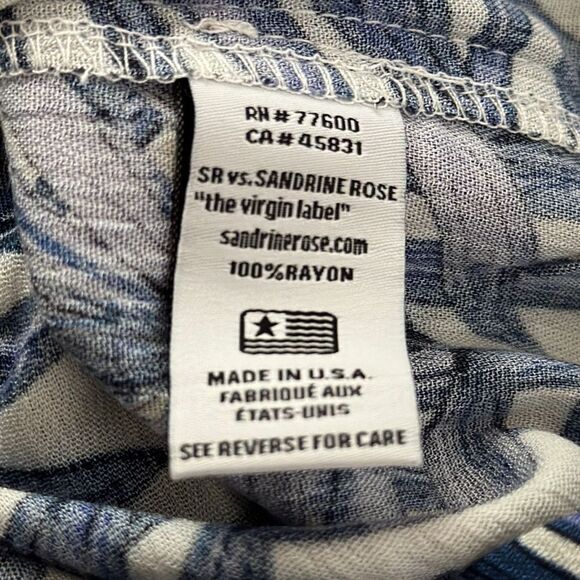 RN # 77600
CA # 45831
SR vs. SANDRINE ROSE
"the virgin label"
sandrinerose.com
100% RAYON
MADE IN U.S.A.
FABRIQUÉ AUX
ÉTATS-UNIS
SEE REVERSE FOR CARE